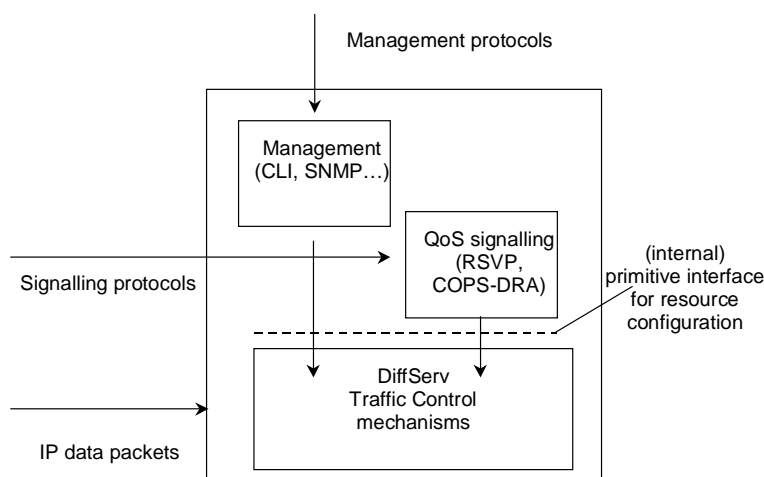 Management protocols
Management
(CLI, SNMP…)
QoS signalling
(RSVP,
COPS-DRA)
(internal)
primitive interface
for resource
configuration
Signalling protocols
DiffServ
Traffic Control
mechanisms
IP data packets